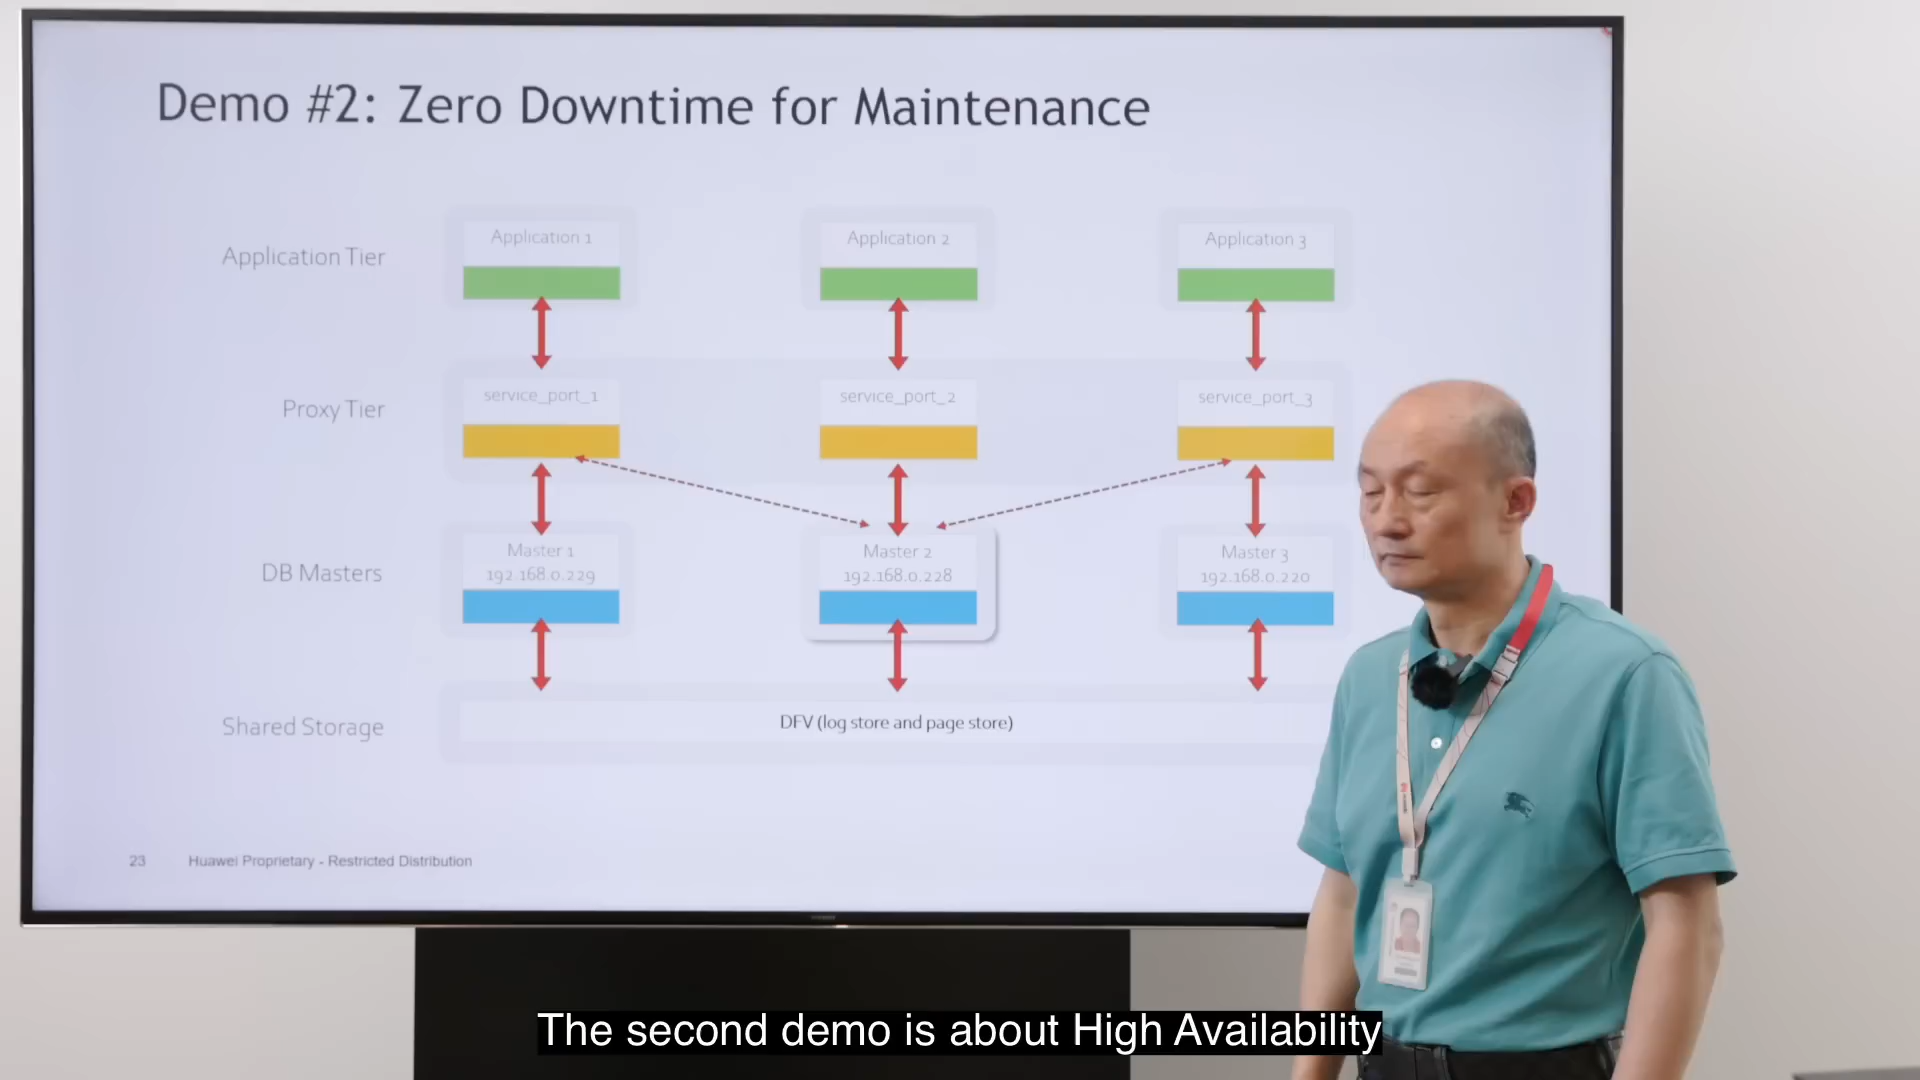 Demo #2: Zero Downtime for Maintenance
Application Tier
Application 1
Application 2
Application 3
Proxy Tier
service_port_1
service_port_2
service_port_3
DB Masters
Master 1
192.168.0.229
Master 2
192.168.0.228
Master 3
192.168.0.220
Shared Storage
DFV (log store and page store)
23
Huawei Proprietary - Restricted Distribution
The second demo is about High Availability